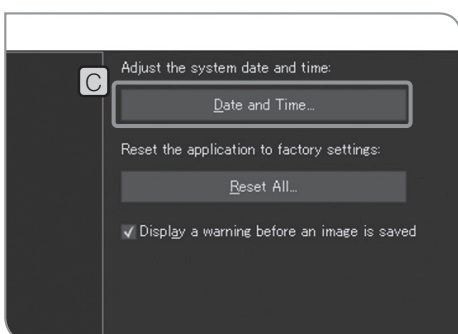 C
Adjust the system date and time:
Date and Time...
Reset the application to factory settings:
Reset All...
Display a warning before an image is saved